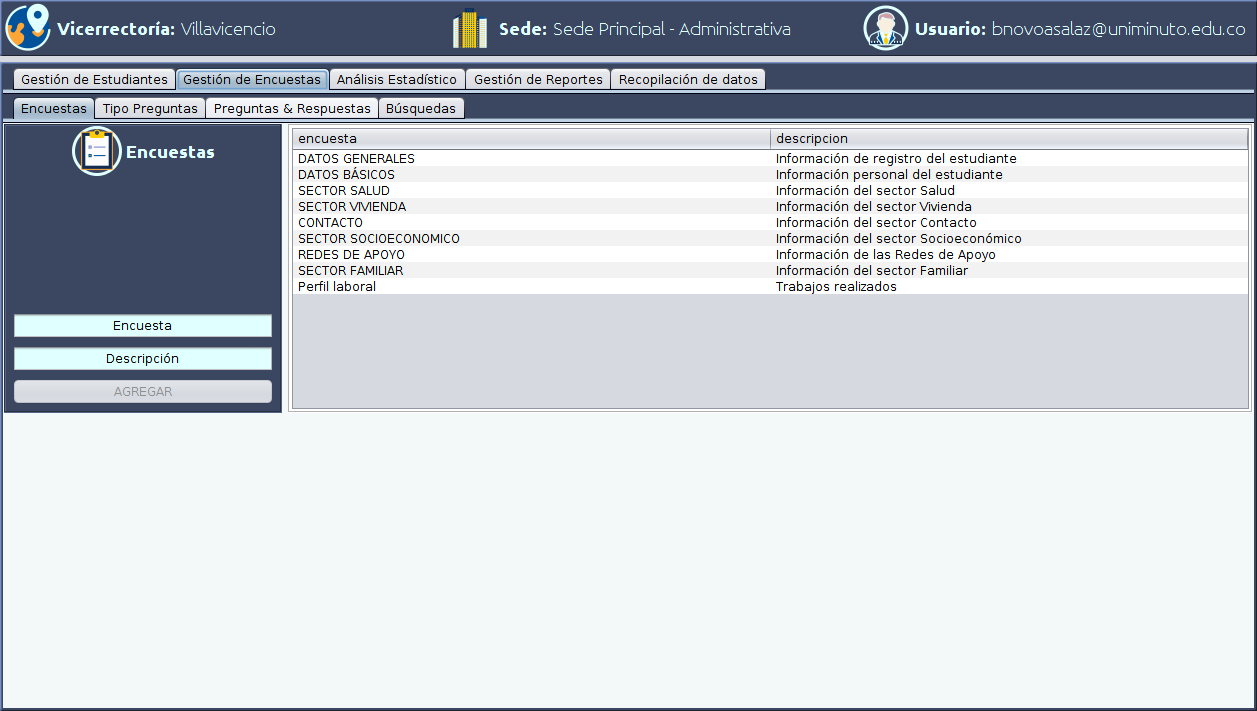 Vicerrectoría: Villavicencio Sede: Sede Principal - Administrativa Usuario: bnovoasalaz@uniminuto.edu.co
Gestión de Estudiantes Gestión de Encuestas Análisis Estadístico Gestión de Reportes Recopilación de datos
Encuestas Tipo Preguntas Preguntas & Respuestas Búsquedas
Encuestas
Encuesta
Descripción
AGREGAR
encuesta descripcion
DATOS GENERALES Información de registro del estudiante
DATOS BÁSICOS Información personal del estudiante
SECTOR SALUD Información del sector Salud
SECTOR VIVIENDA Información del sector Vivienda
CONTACTO Información del sector Contacto
SECTOR SOCIOECONOMICO Información del sector Socioeconómico
REDES DE APOYO Información de las Redes de Apoyo
SECTOR FAMILIAR Información del sector Familiar
Perfil laboral Trabajos realizados